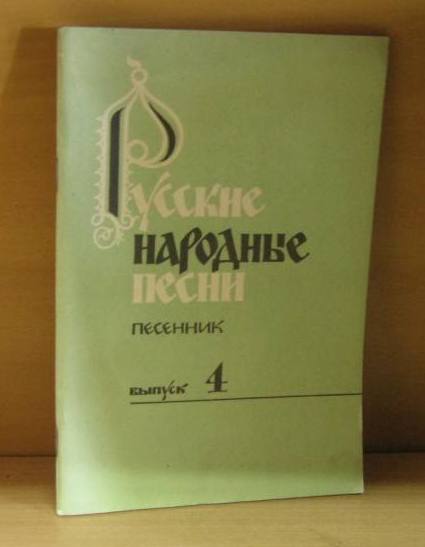 Русские
народные
песни
песенник
выпуск 4